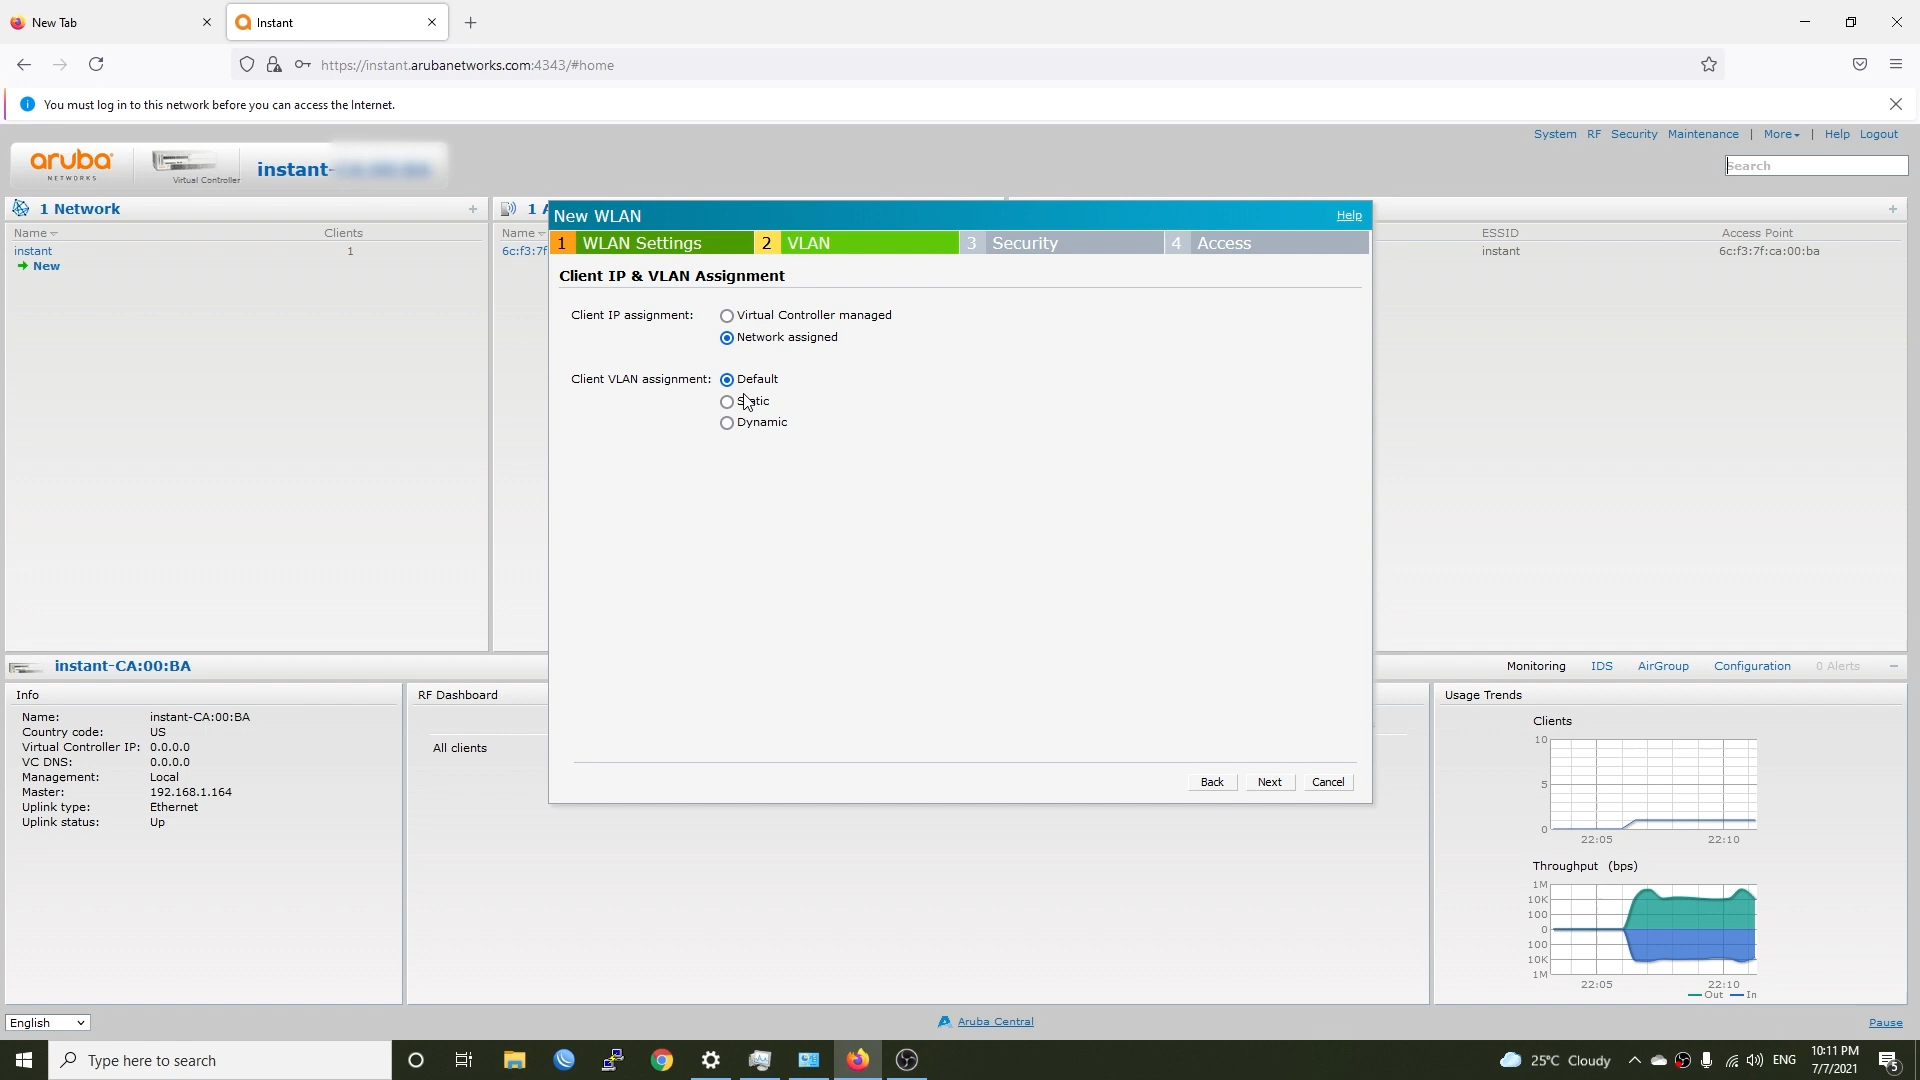 New Tab
Instant
https://instant.arubanetworks.com:4343/#home
You must log in to this network before you can access the Internet.
System RF Security Maintenance | More | Help Logout
aruba
NETWORKS
Virtual Controller
instant-
Search
1 Network
1 A
Name
Clients
Name
ESSID
Access Point
instant
1
6c:f3:7f
instant
6c:f3:7f:ca:00:ba
New
New WLAN
Help
1 WLAN Settings
2 VLAN
3 Security
4 Access
Client IP & VLAN Assignment
Client IP assignment:
Virtual Controller managed
Network assigned
Client VLAN assignment:
Default
Static
Dynamic
Back
Next
Cancel
instant-CA:00:BA
Monitoring IDS AirGroup Configuration 0 Alerts
Info
Name: instant-CA:00:BA
Country code: US
Virtual Controller IP: 0.0.0.0
VC DNS: 0.0.0.0
Management: Local
Master: 192.168.1.164
Uplink type: Ethernet
Uplink status: Up
RF Dashboard
All clients
Usage Trends
Clients
10
5
0
22:05 22:10
Throughput (bps)
1M
10K
100
0
100
10K
1M
22:05 22:10
Out In
English
Aruba Central
Pause
Type here to search
25°C Cloudy
ENG
10:11 PM
7/7/2021
5